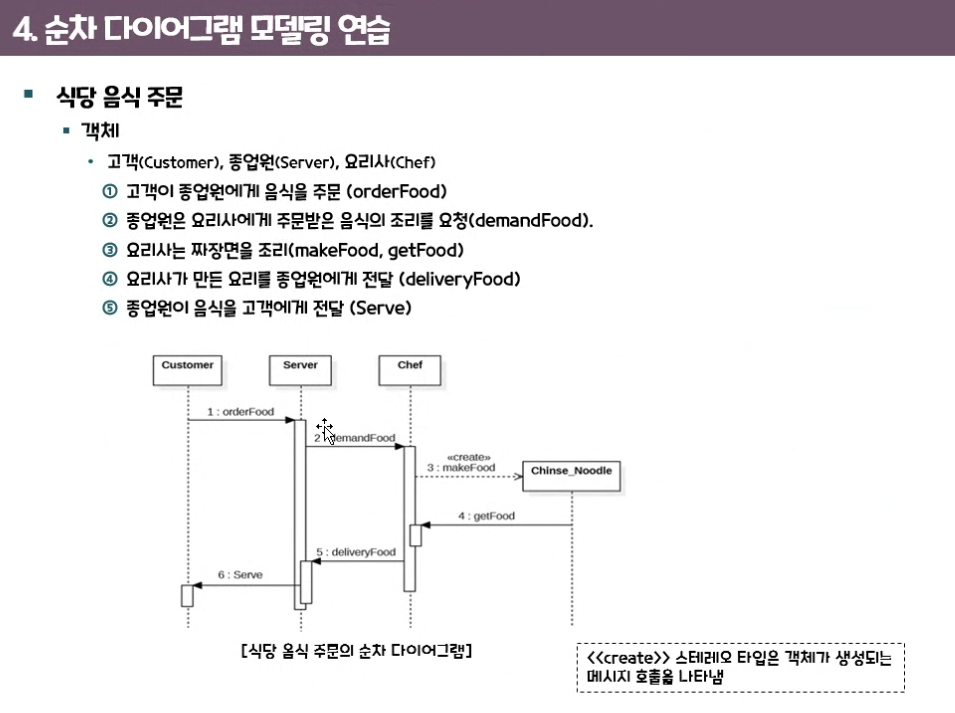 4. 순차 다이어그램 모델링 연습
식당 음식 주문
객체
고객(Customer), 종업원(Server), 요리사(Chef)
① 고객이 종업원에게 음식을 주문 (orderFood)
② 종업원은 요리사에게 주문받은 음식의 조리를 요청(demandFood).
③ 요리사는 짜장면을 조리(makeFood, getFood)
④ 요리사가 만든 요리를 종업원에게 전달 (deliveryFood)
⑤ 종업원이 음식을 고객에게 전달 (Serve)
Customer Server Chef
1 : orderFood
2 demandFood
«create»
3 : makeFood
Chinse_Noodle
4 : getFood
5 : deliveryFood
6 : Serve
[식당 음식 주문의 순차 다이어그램]
<<create>> 스테레오 타입은 객체가 생성되는
메시지 호출을 나타냄